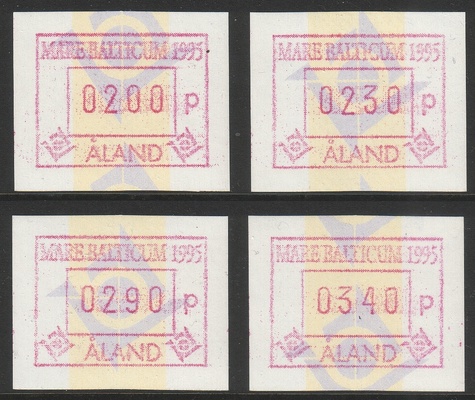 MARE BALTICUM 1995
0200 p
ÅLAND
MARE BALTICUM 1995
0230 p
ÅLAND
MARE BALTICUM 1995
0290 p
ÅLAND
MARE BALTICUM 1995
0340 p
ÅLAND